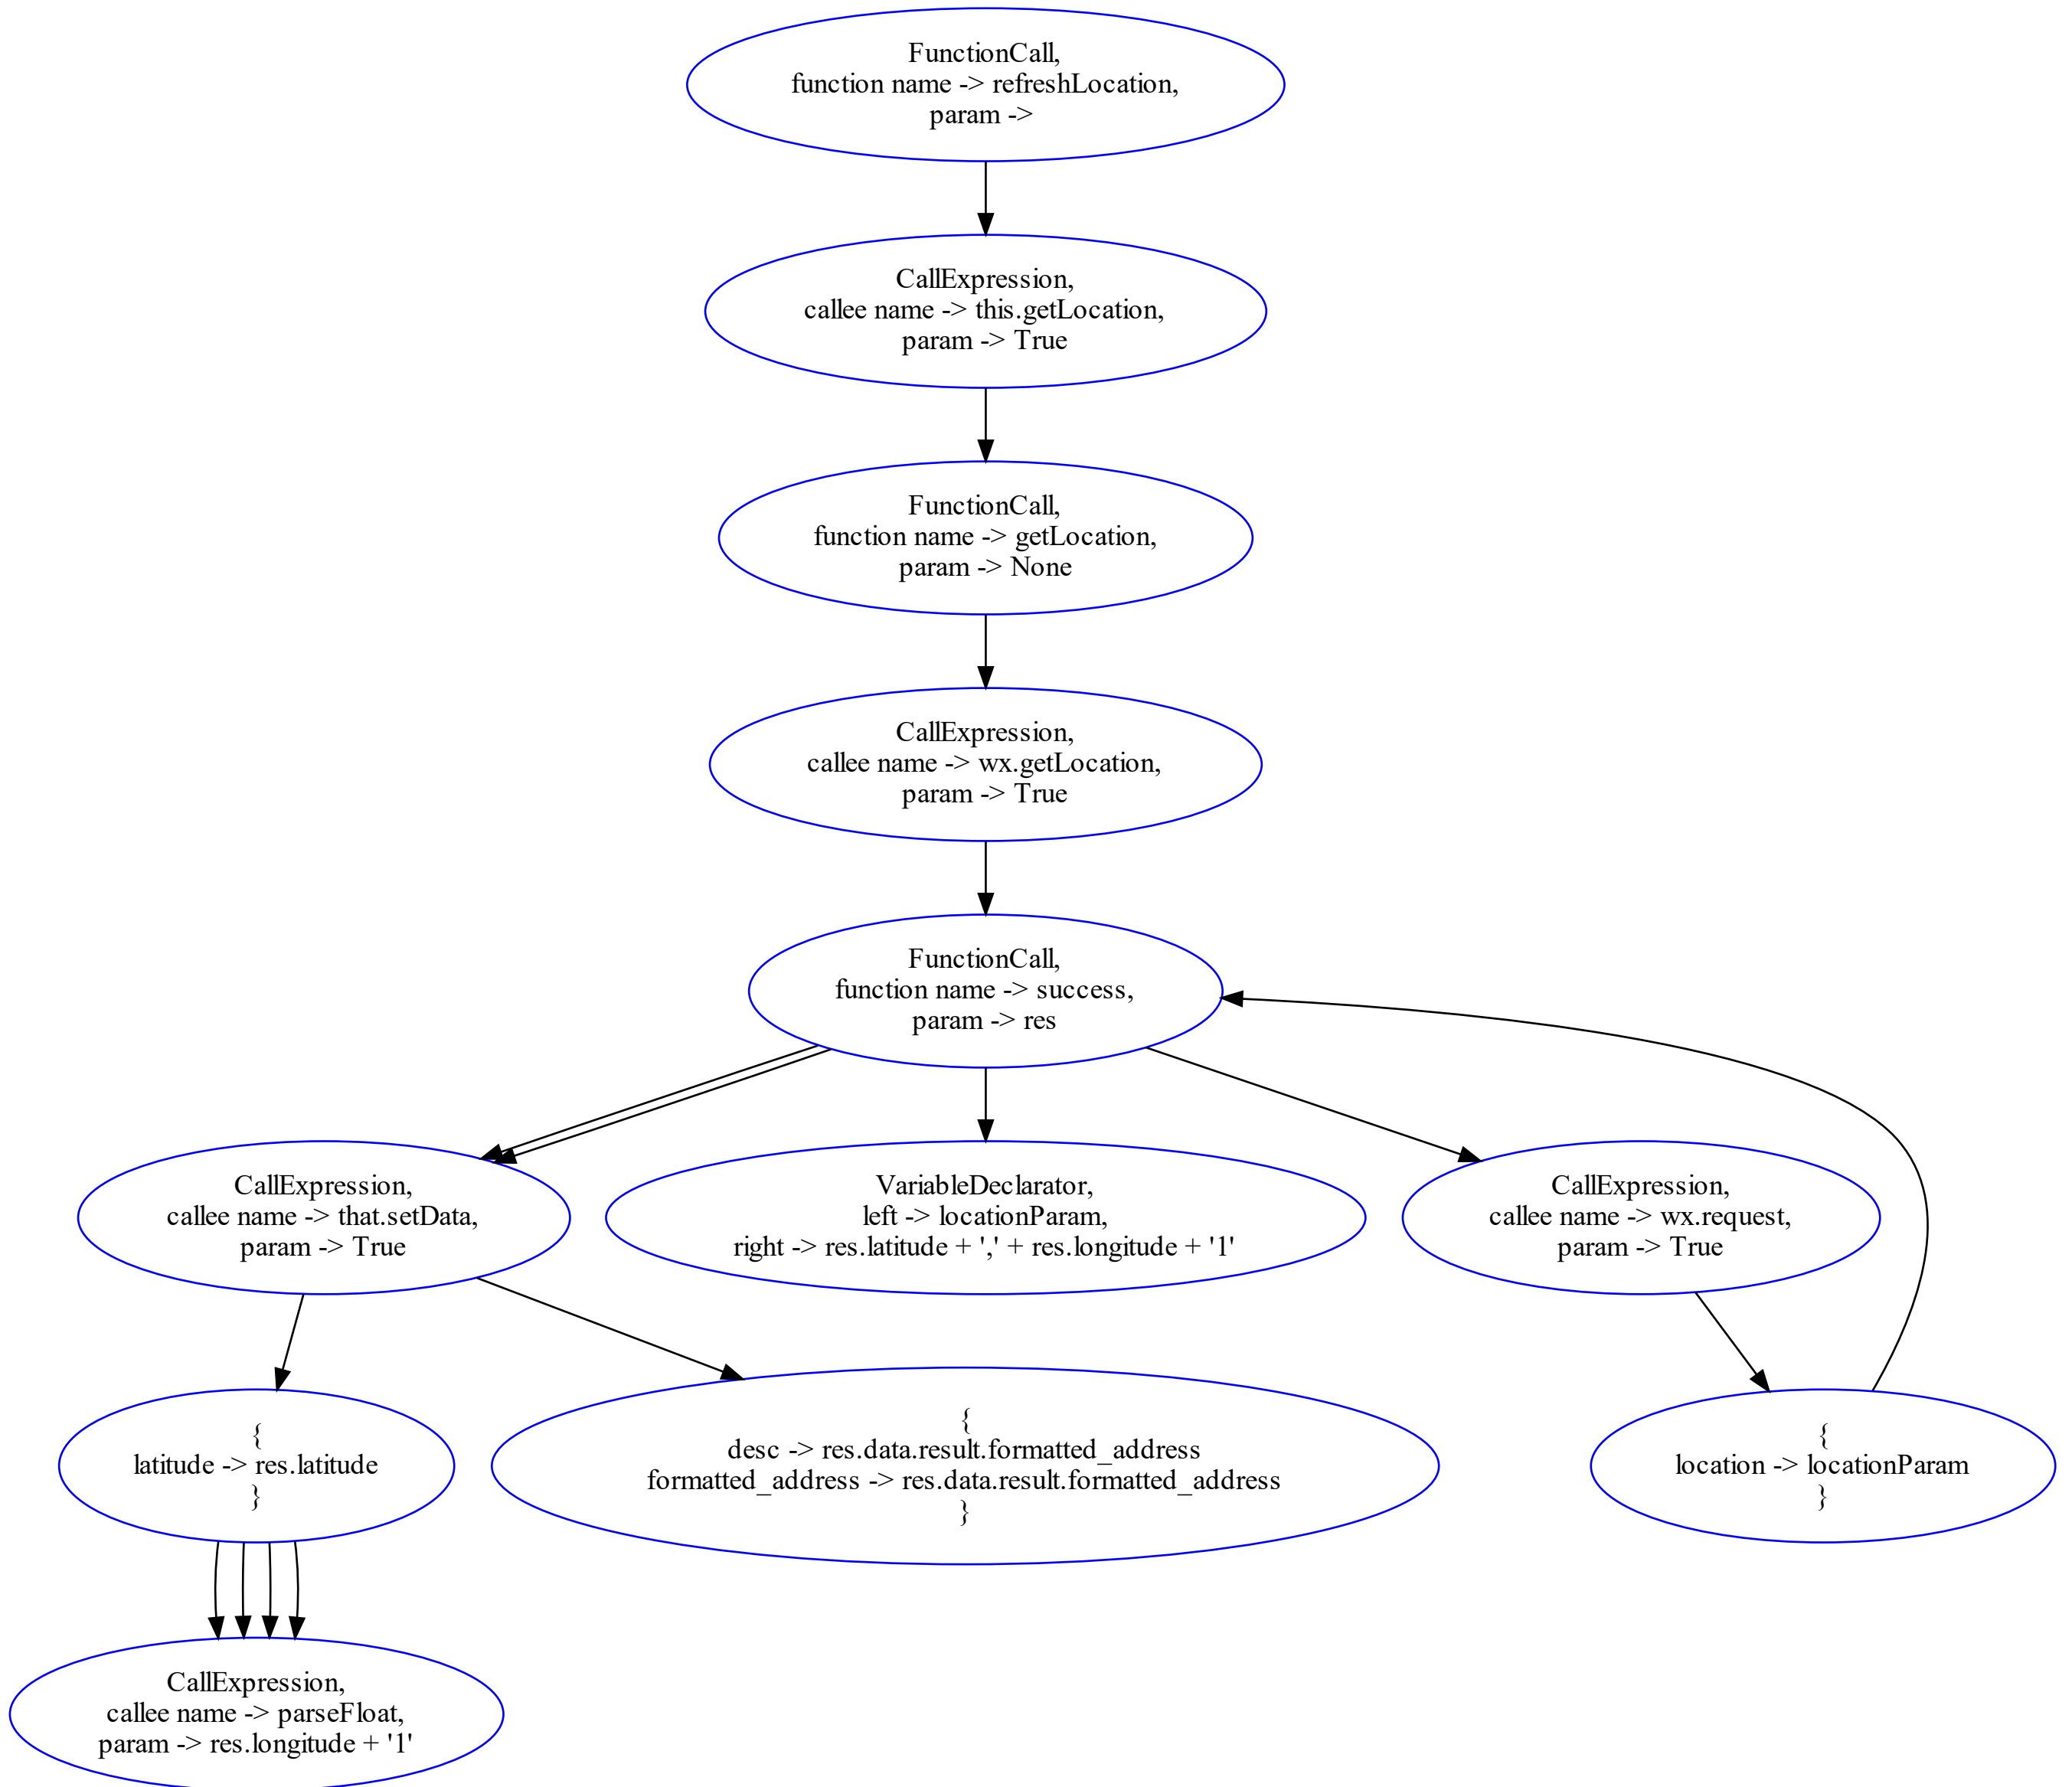 FunctionCall,
function name -> refreshLocation,
param ->
CallExpression,
callee name -> this.getLocation,
param -> True
FunctionCall,
function name -> getLocation,
param -> None
CallExpression,
callee name -> wx.getLocation,
param -> True
FunctionCall,
function name -> success,
param -> res
CallExpression,
callee name -> that.setData,
param -> True
VariableDeclarator,
left -> locationParam,
right -> res.latitude + ',' + res.longitude + '1'
CallExpression,
callee name -> wx.request,
param -> True
{
latitude -> res.latitude
}
{
desc -> res.data.result.formatted_address
formatted_address -> res.data.result.formatted_address
}
{
location -> locationParam
}
CallExpression,
callee name -> parseFloat,
param -> res.longitude + '1'